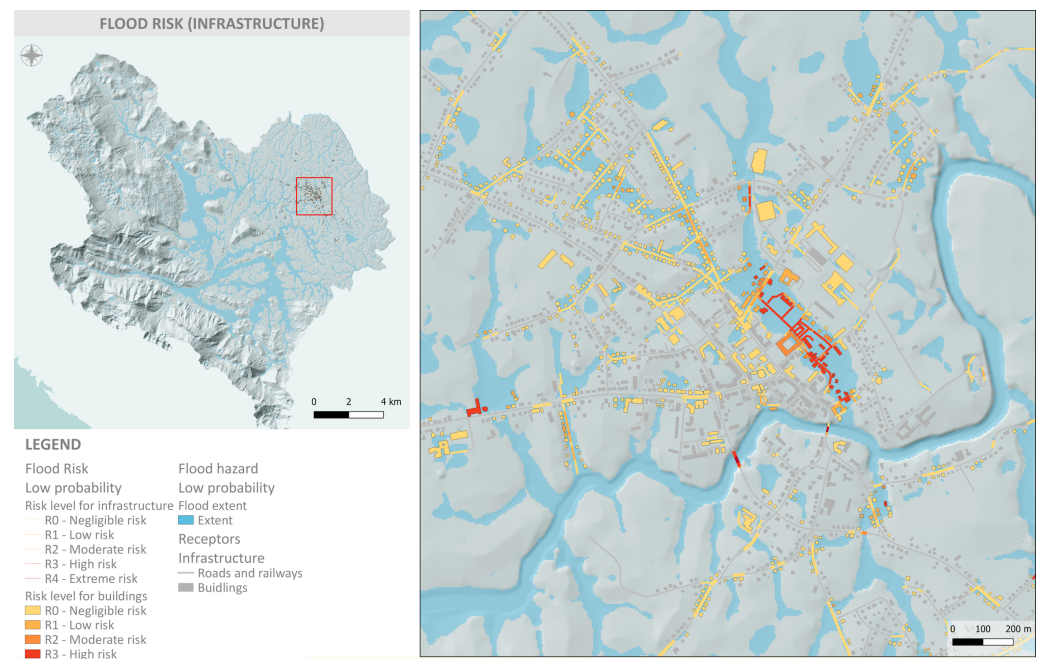 FLOOD RISK (INFRASTRUCTURE)
0 2 4 km
LEGEND
Flood Risk
Low probability
Risk level for infrastructure
R0 - Negligible risk
R1 - Low risk
R2 - Moderate risk
R3 - High risk
R4 - Extreme risk
Risk level for buildings
R0 - Negligible risk
R1 - Low risk
R2 - Moderate risk
R3 - High risk
Flood hazard
Low probability
Flood extent
Extent
Receptors
Infrastructure
Roads and railways
Buidlings
0 100 200 m